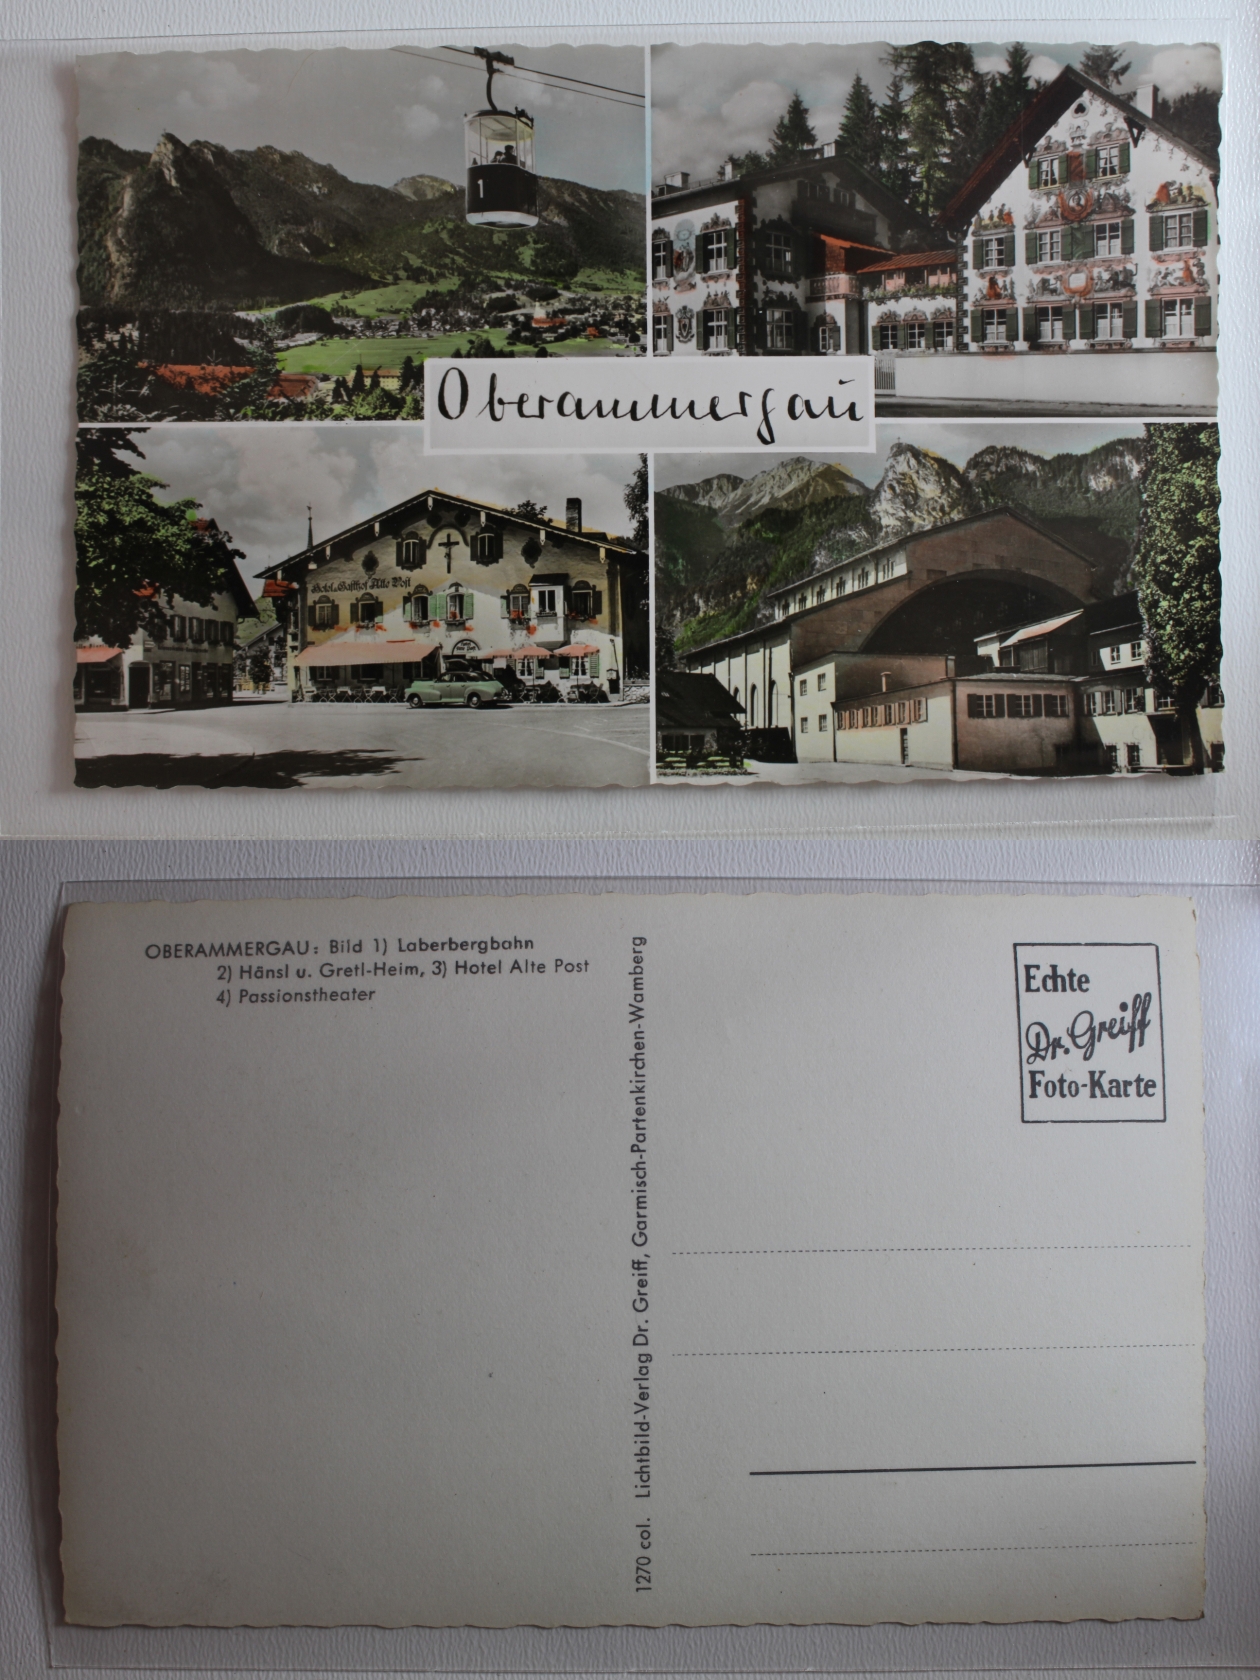 1
Oberammergau
Hotel u. Gasthof Alte Post
OBERAMMERGAU: Bild 1) Laberbergbahn
2) Hänsl u. Gretl-Heim, 3) Hotel Alte Post
4) Passionstheater
1270 col. Lichtbild-Verlag Dr. Greiff, Garmisch-Partenkirchen-Wamberg
Echte
Dr. Greiff
Foto-Karte